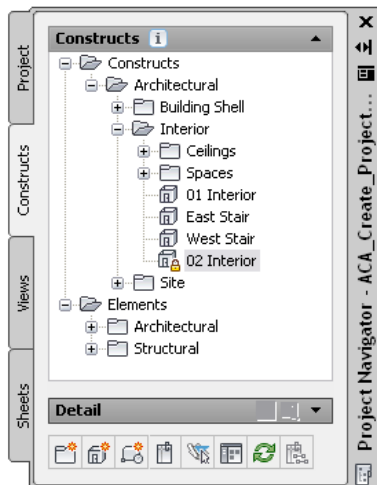 Project
Constructs
Views
Sheets
Constructs
Constructs
Architectural
Building Shell
Interior
Ceilings
Spaces
01 Interior
East Stair
West Stair
02 Interior
Site
Elements
Architectural
Structural
Detail
Project Navigator - ACA_Create_Project...